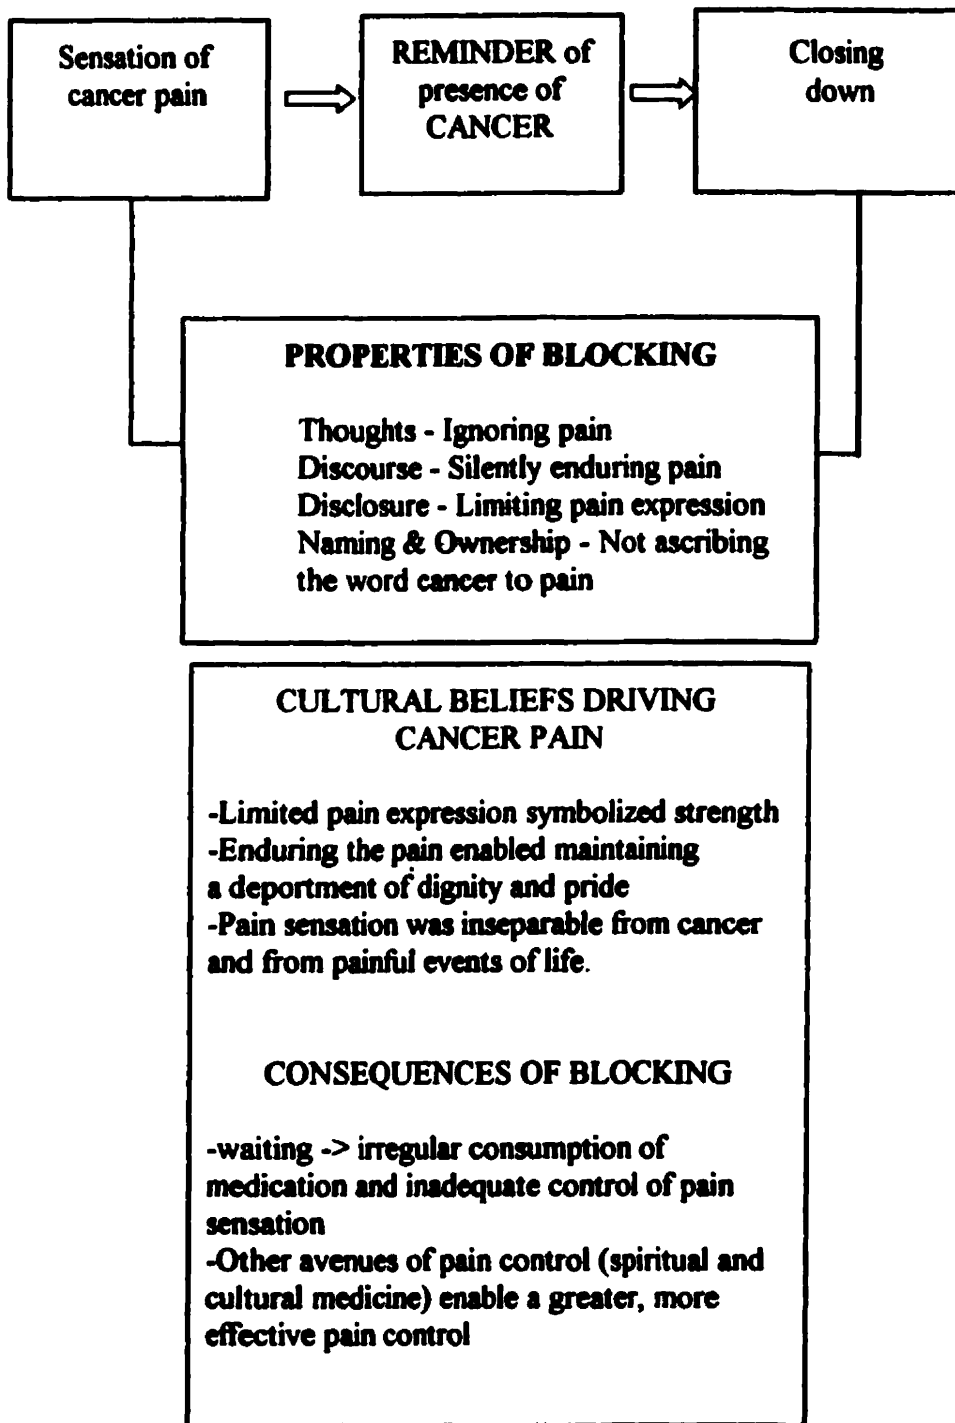 Sensation of
cancer pain
REMINDER of
presence of
CANCER
Closing
down
PROPERTIES OF BLOCKING
Thoughts - Ignoring pain
Discourse - Silently enduring pain
Disclosure - Limiting pain expression
Naming & Ownership - Not ascribing
the word cancer to pain
CULTURAL BELIEFS DRIVING
CANCER PAIN
-Limited pain expression symbolized strength
-Enduring the pain enabled maintaining
a deportment of dignity and pride
-Pain sensation was inseparable from cancer
and from painful events of life.
CONSEQUENCES OF BLOCKING
-waiting -> irregular consumption of
medication and inadequate control of pain
sensation
-Other avenues of pain control (spiritual and
cultural medicine) enable a greater, more
effective pain control